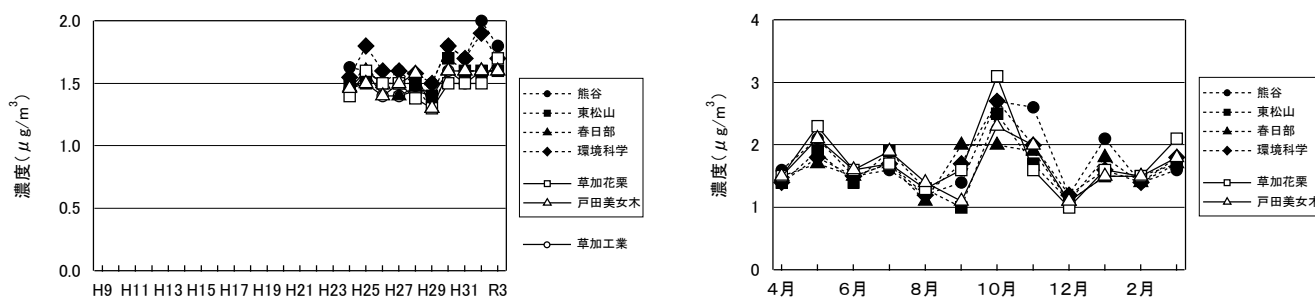 濃度(μg/m³)
2.0
1.5
1.0
0.5
0.0
H9 H11 H13 H15 H17 H19 H21 H23 H25 H27 H29 H31 R3
熊谷
東松山
春日部
環境科学
草加花栗
戸田美女木
草加工業
濃度(μg/m³)
4
3
2
1
0
4月 6月 8月 10月 12月 2月
熊谷
東松山
春日部
環境科学
草加花栗
戸田美女木